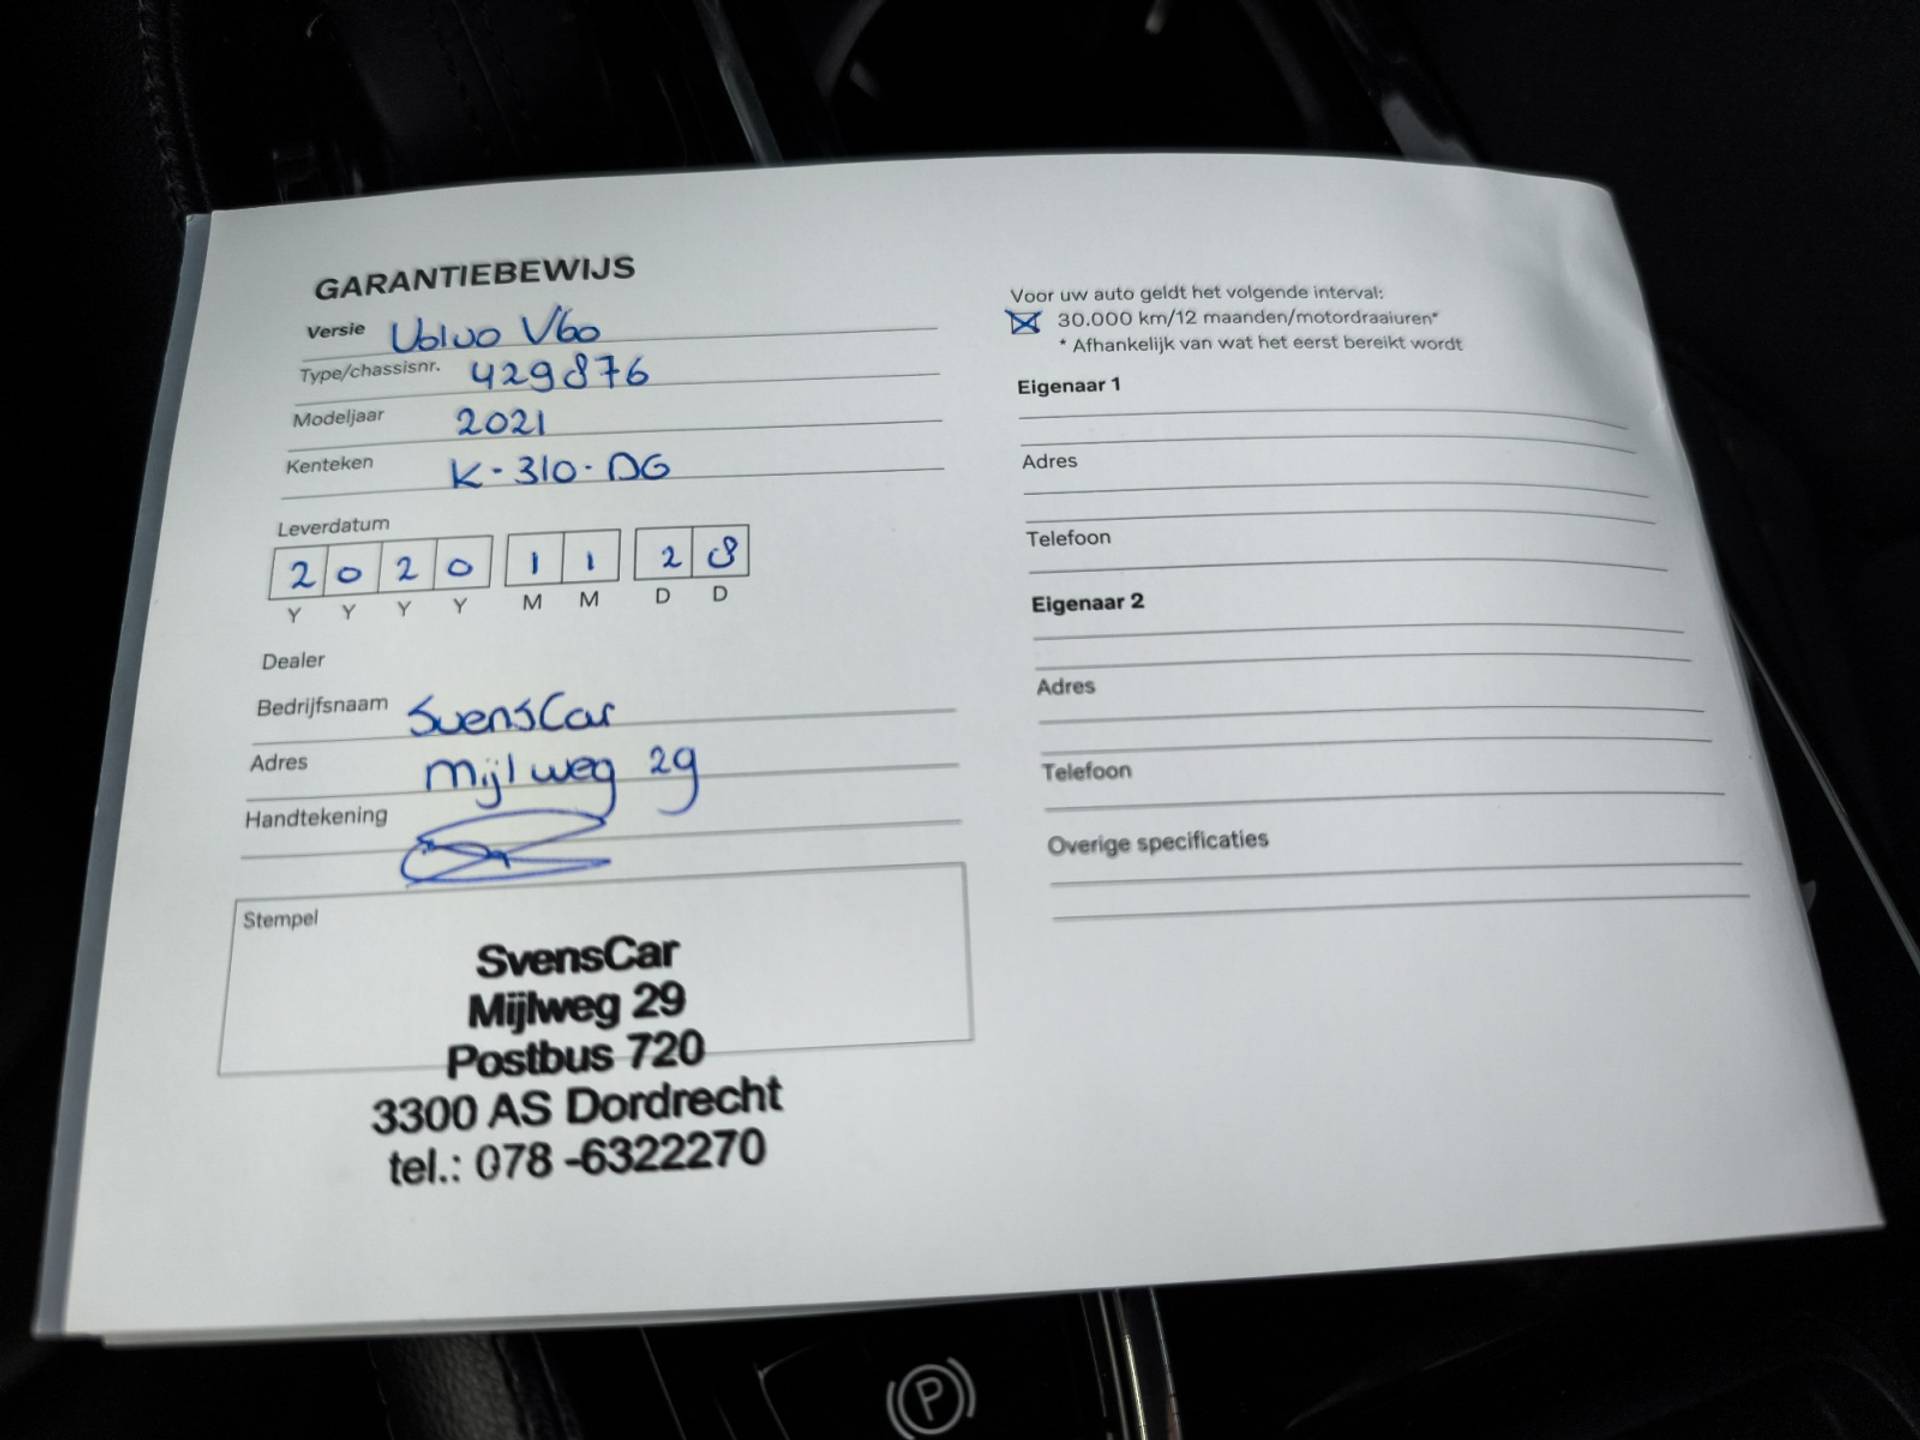 GARANTIEBEWIJS
Versie Volvo V60
Type/chassisnr. 429876
Modeljaar 2021
Kenteken K-310-DG
Leverdatum
2 0 2 0 1 1 2 8
Y Y Y Y M M D D
Dealer
Bedrijfsnaam SvensCar
Adres Mijlweg 29
Handtekening
Stempel
SvensCar
Mijlweg 29
Postbus 720
3300 AS Dordrecht
tel.: 078 -6322270
Voor uw auto geldt het volgende interval:
30.000 km/12 maanden/motordraaiuren*
* Afhankelijk van wat het eerst bereikt wordt
Eigenaar 1
Adres
Telefoon
Eigenaar 2
Adres
Telefoon
Overige specificaties
P